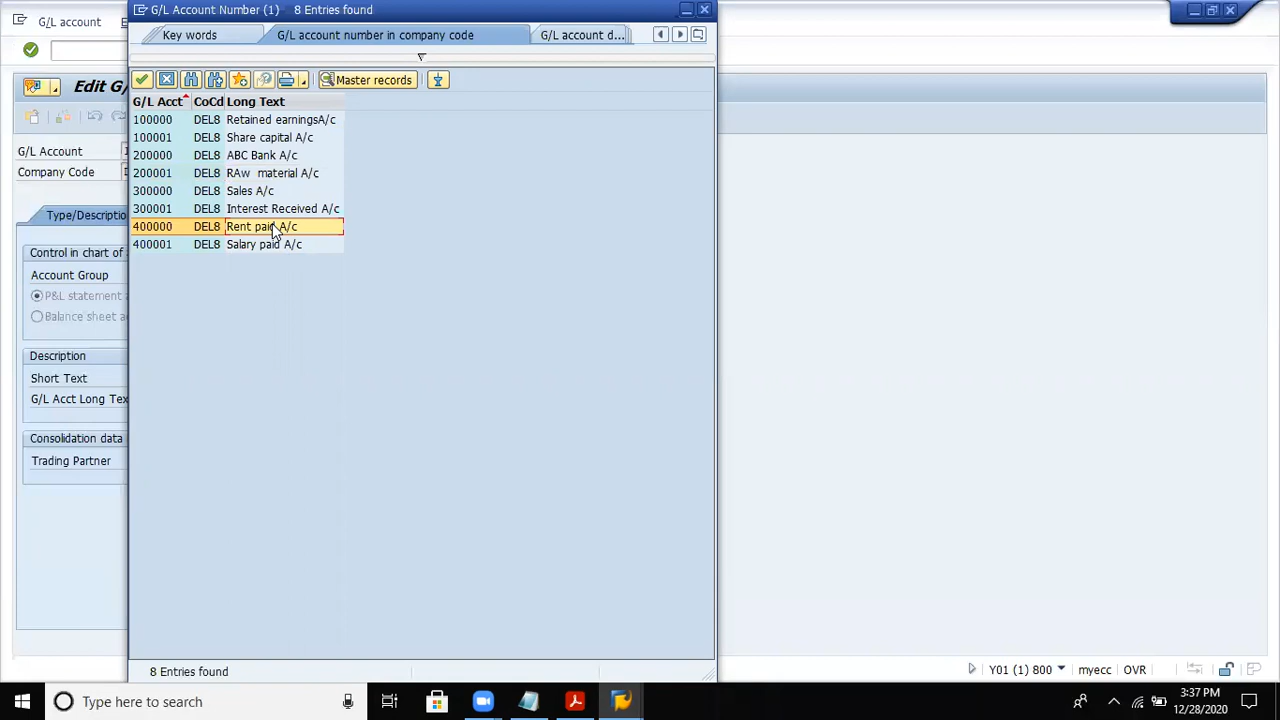 G/L Account Number (1) 8 Entries found
G/L account
Key words
G/L account number in company code
G/L account d...
Edit G/
Master records
G/L Acct CoCd Long Text
100000 DEL8 Retained earningsA/c
100001 DEL8 Share capital A/c
200000 DEL8 ABC Bank A/c
200001 DEL8 RAw material A/c
300000 DEL8 Sales A/c
300001 DEL8 Interest Received A/c
400000 DEL8 Rent paid A/c
400001 DEL8 Salary paid A/c
G/L Account
Company Code
Type/Descriptio
Control in chart of
Account Group
P&L statement
Balance sheet a
Description
Short Text
G/L Acct Long Tex
Consolidation data
Trading Partner
8 Entries found
Y01 (1) 800 myecc OVR
Type here to search
3:37 PM
12/28/2020